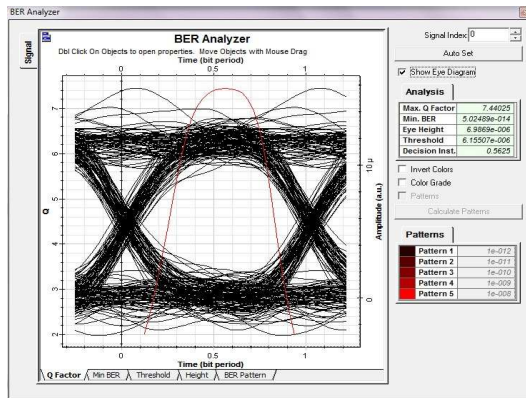 Signal
BER Analyzer
Dbl Click On Objects to open properties. Move Objects with Mouse Drag
Time (bit period)
0 0.5 1
Q
7
6
5
4
3
2
Amplitude (a.u.)
10 µ
0
0 0.5 1
Time (bit period)
Q Factor Min BER Threshold Height BER Pattern
Signal Index: 0
Auto Set
Show Eye Diagram
Analysis
Max. Q Factor 7.44025
Min. BER 5.02489e-014
Eye Height 6.9869e-006
Threshold 6.15507e-006
Decision Inst. 0.5625
Invert Colors
Color Grade
Patterns
Calculate Patterns
Patterns
Pattern 1 1e-012
Pattern 2 1e-011
Pattern 3 1e-010
Pattern 4 1e-009
Pattern 5 1e-008